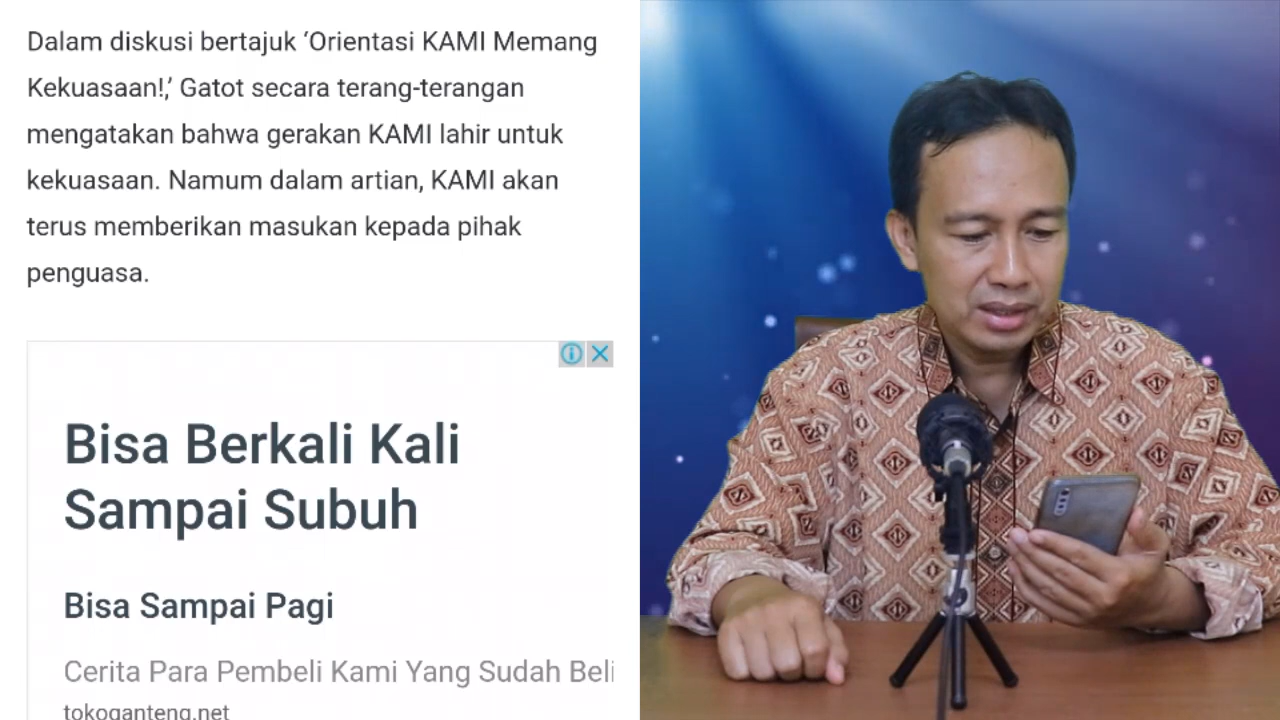 Dalam diskusi bertajuk ‘Orientasi KAMI Memang
Kekuasaan!,’ Gatot secara terang-terangan
mengatakan bahwa gerakan KAMI lahir untuk
kekuasaan. Namum dalam artian, KAMI akan
terus memberikan masukan kepada pihak
penguasa.
Bisa Berkali Kali
Sampai Subuh
Bisa Sampai Pagi
Cerita Para Pembeli Kami Yang Sudah Beli
tokoganteng.net